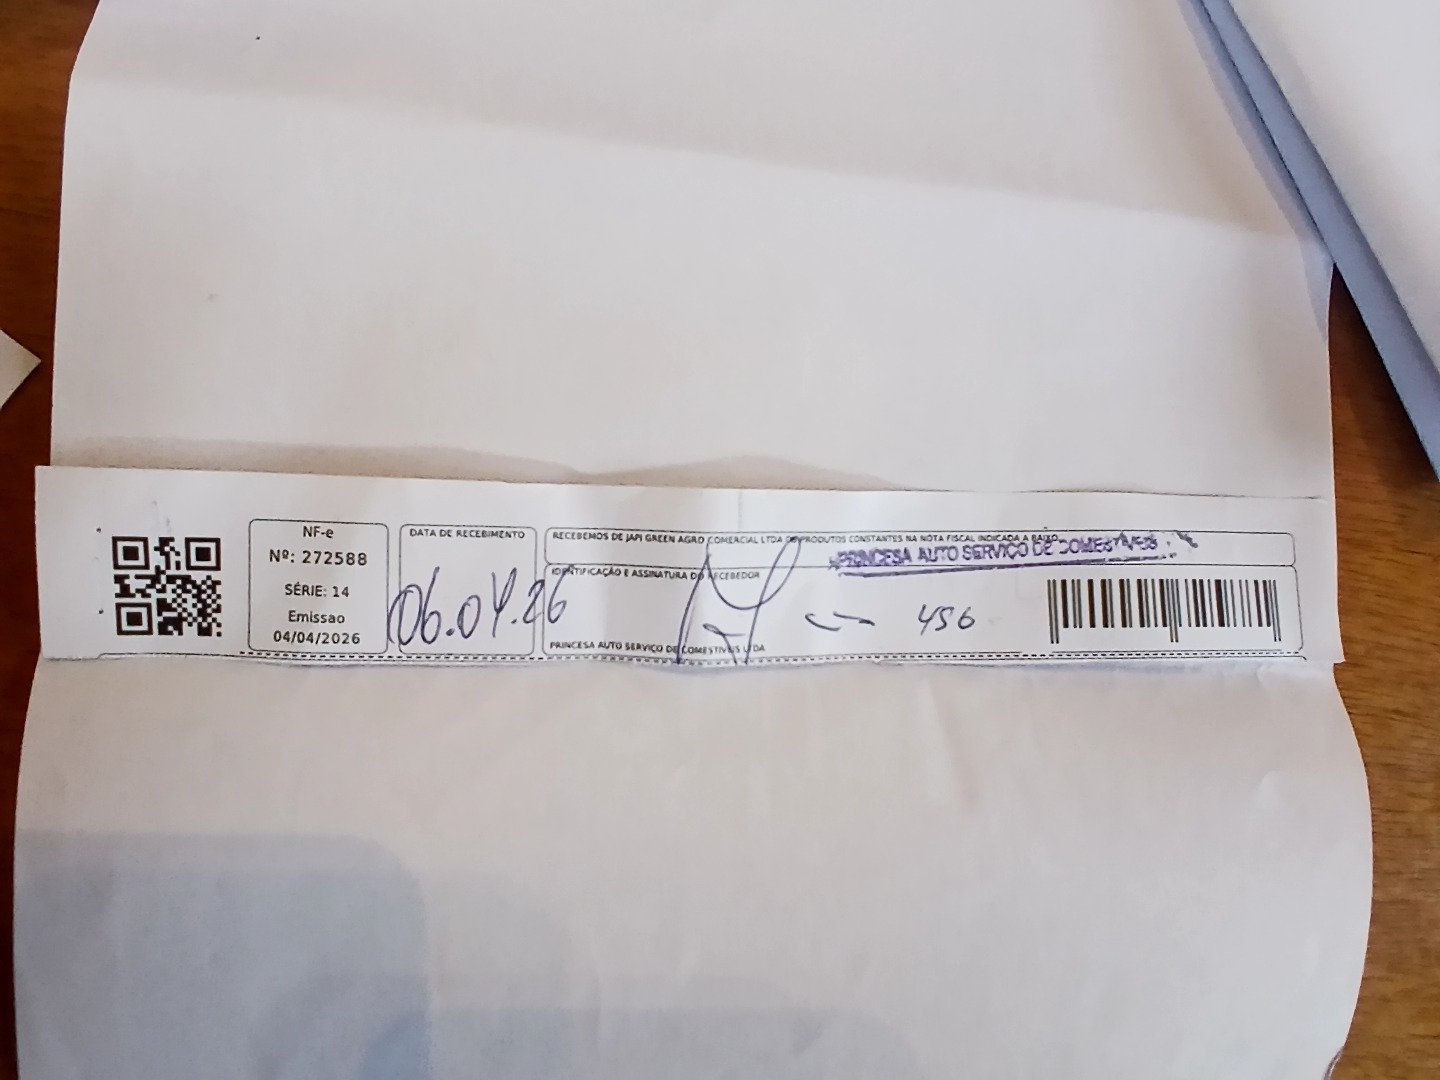 NF-e
Nº: 272588
SÉRIE: 14
Emissao
04/04/2026
DATA DE RECEBIMENTO
06.04.26
RECEBEMOS DE JAPI GREEN AGRO COMERCIAL LTDA OS PRODUTOS CONSTANTES NA NOTA FISCAL INDICADA A BAIXO
PRINCESA AUTO SERVIÇO DE COMESTIVEIS
IDENTIFICAÇÃO E ASSINATURA DO RECEBEDOR
456
PRINCESA AUTO SERVIÇO DE COMESTIVEIS LTDA